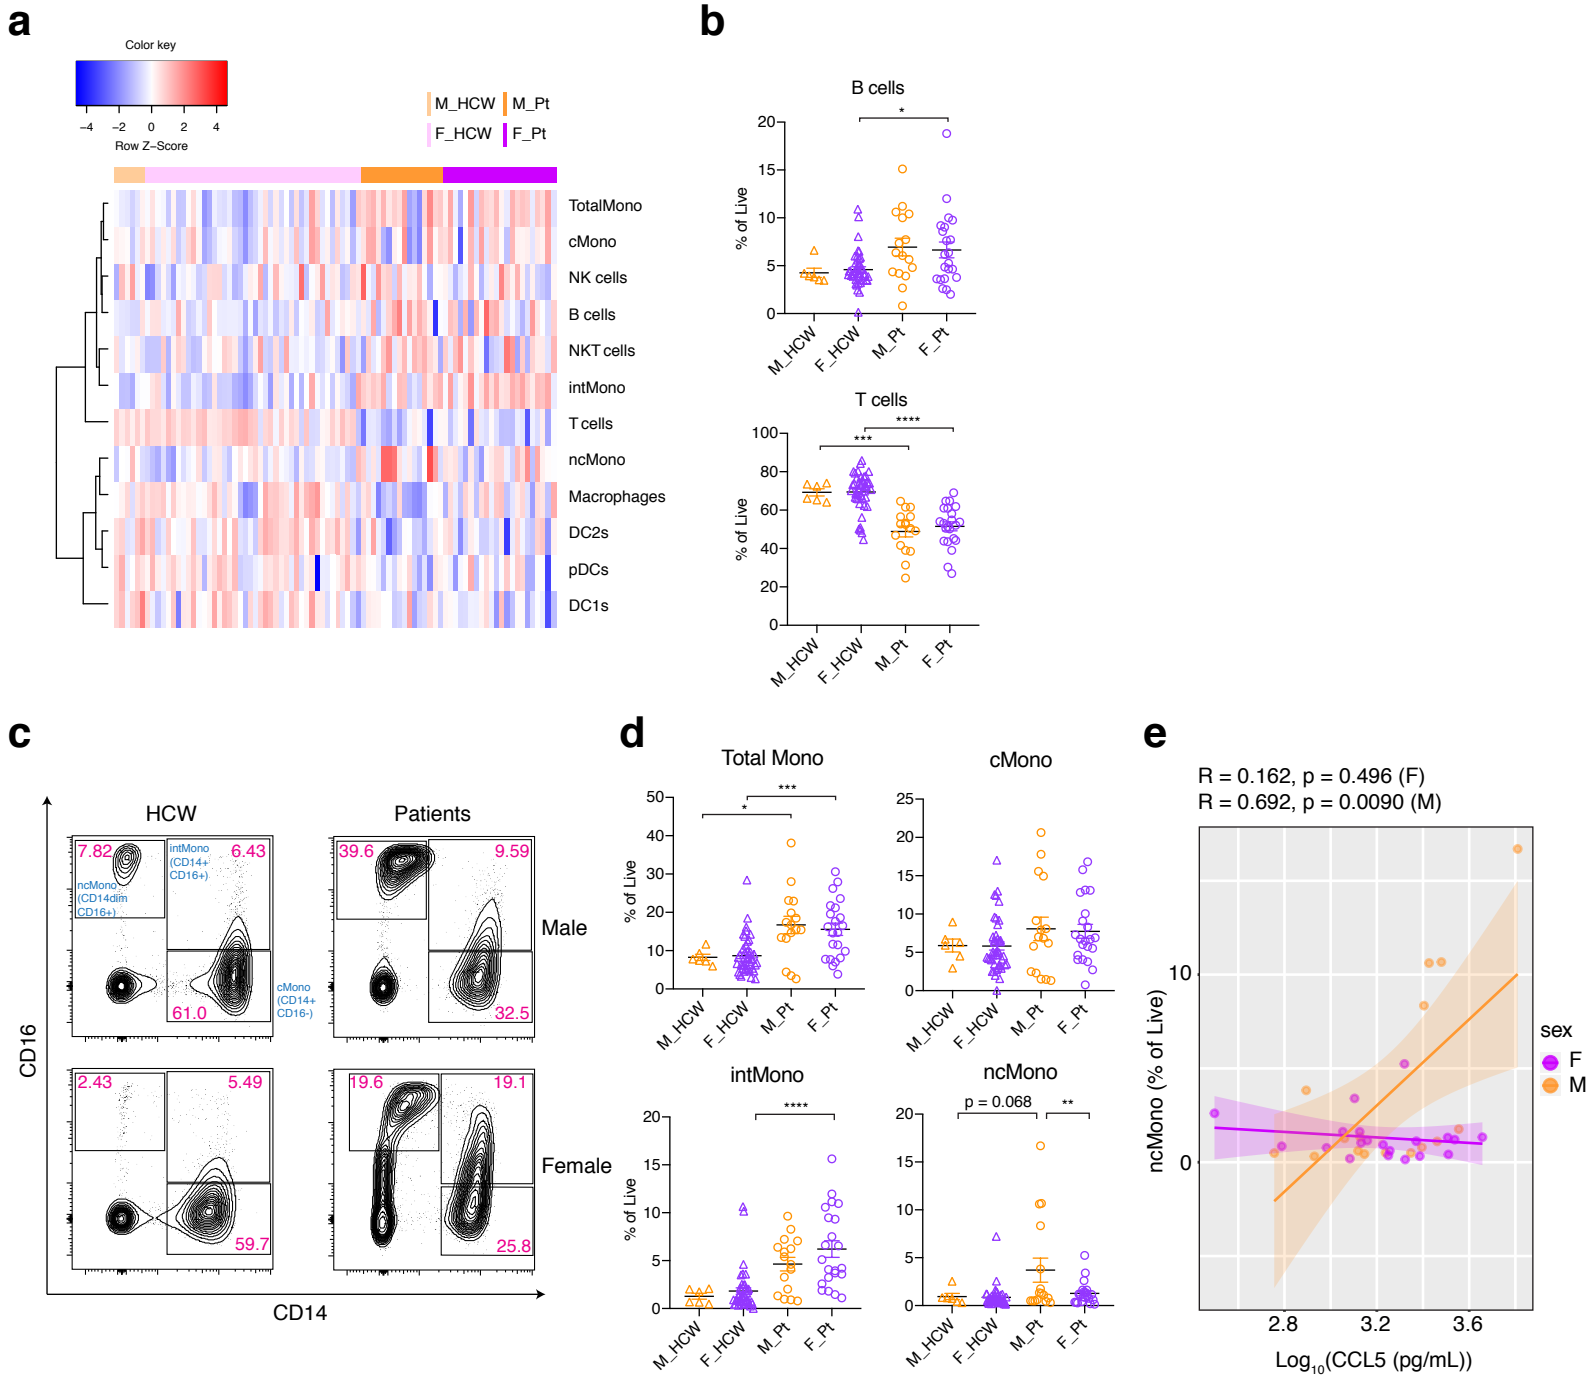 a
Color key
−4 −2 0 2 4
Row Z−Score
M_HCW M_Pt
F_HCW F_Pt
TotalMono
cMono
NK cells
B cells
NKT cells
intMono
T cells
ncMono
Macrophages
DC2s
pDCs
DC1s
b
B cells
*
% of Live
20
15
10
5
0
M_HCW
F_HCW
M_Pt
F_Pt
T cells
****
***
% of Live
100
80
60
40
20
0
M_HCW
F_HCW
M_Pt
F_Pt
c
HCW
Patients
7.82
intMono
(CD14+
CD16+)
6.43
ncMono
(CD14dim
CD16+)
61.0
cMono
(CD14+
CD16-)
39.6
9.59
32.5
Male
2.43
5.49
59.7
19.6
19.1
25.8
Female
CD16
CD14
d
Total Mono
***
*
% of Live
50
40
30
20
10
0
M_HCW
F_HCW
M_Pt
F_Pt
cMono
25
20
15
10
5
0
M_HCW
F_HCW
M_Pt
F_Pt
intMono
****
% of Live
20
15
10
5
0
M_HCW
F_HCW
M_Pt
F_Pt
ncMono
p = 0.068
**
20
15
10
5
0
M_HCW
F_HCW
M_Pt
F_Pt
e
R = 0.162, p = 0.496 (F)
R = 0.692, p = 0.0090 (M)
ncMono (% of Live)
10
0
2.8 3.2 3.6
Log10(CCL5 (pg/mL))
sex
F
M